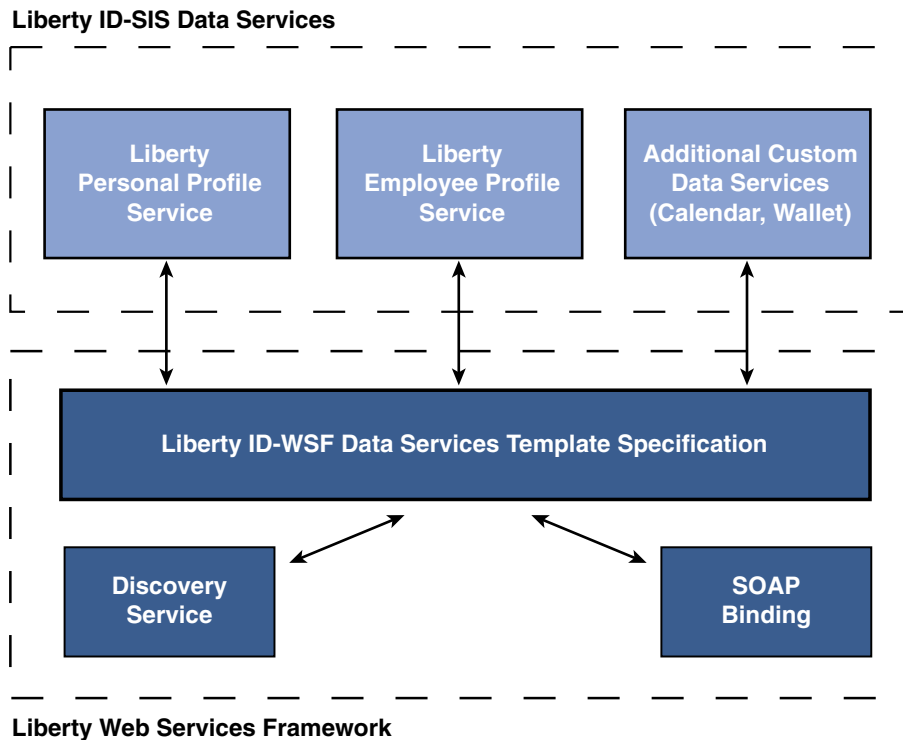 Liberty ID-SIS Data Services
Liberty
Personal Profile
Service
Liberty
Employee Profile
Service
Additional Custom
Data Services
(Calendar, Wallet)
Liberty ID-WSF Data Services Template Specification
Discovery
Service
SOAP
Binding
Liberty Web Services Framework